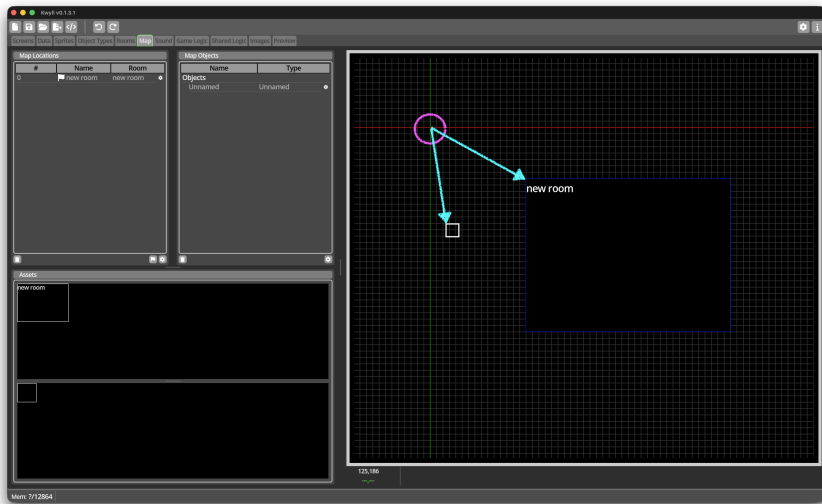 Kwyll v0.1.3.1
Screens Data Sprites Object Types Rooms Map Sound Game Logic Shared Logic Images Preview
Map Locations
# Name Room
0 new room new room
Map Objects
Name Type
Objects
Unnamed Unnamed
new room
Assets
new room
125,186
Mem: ?/12864